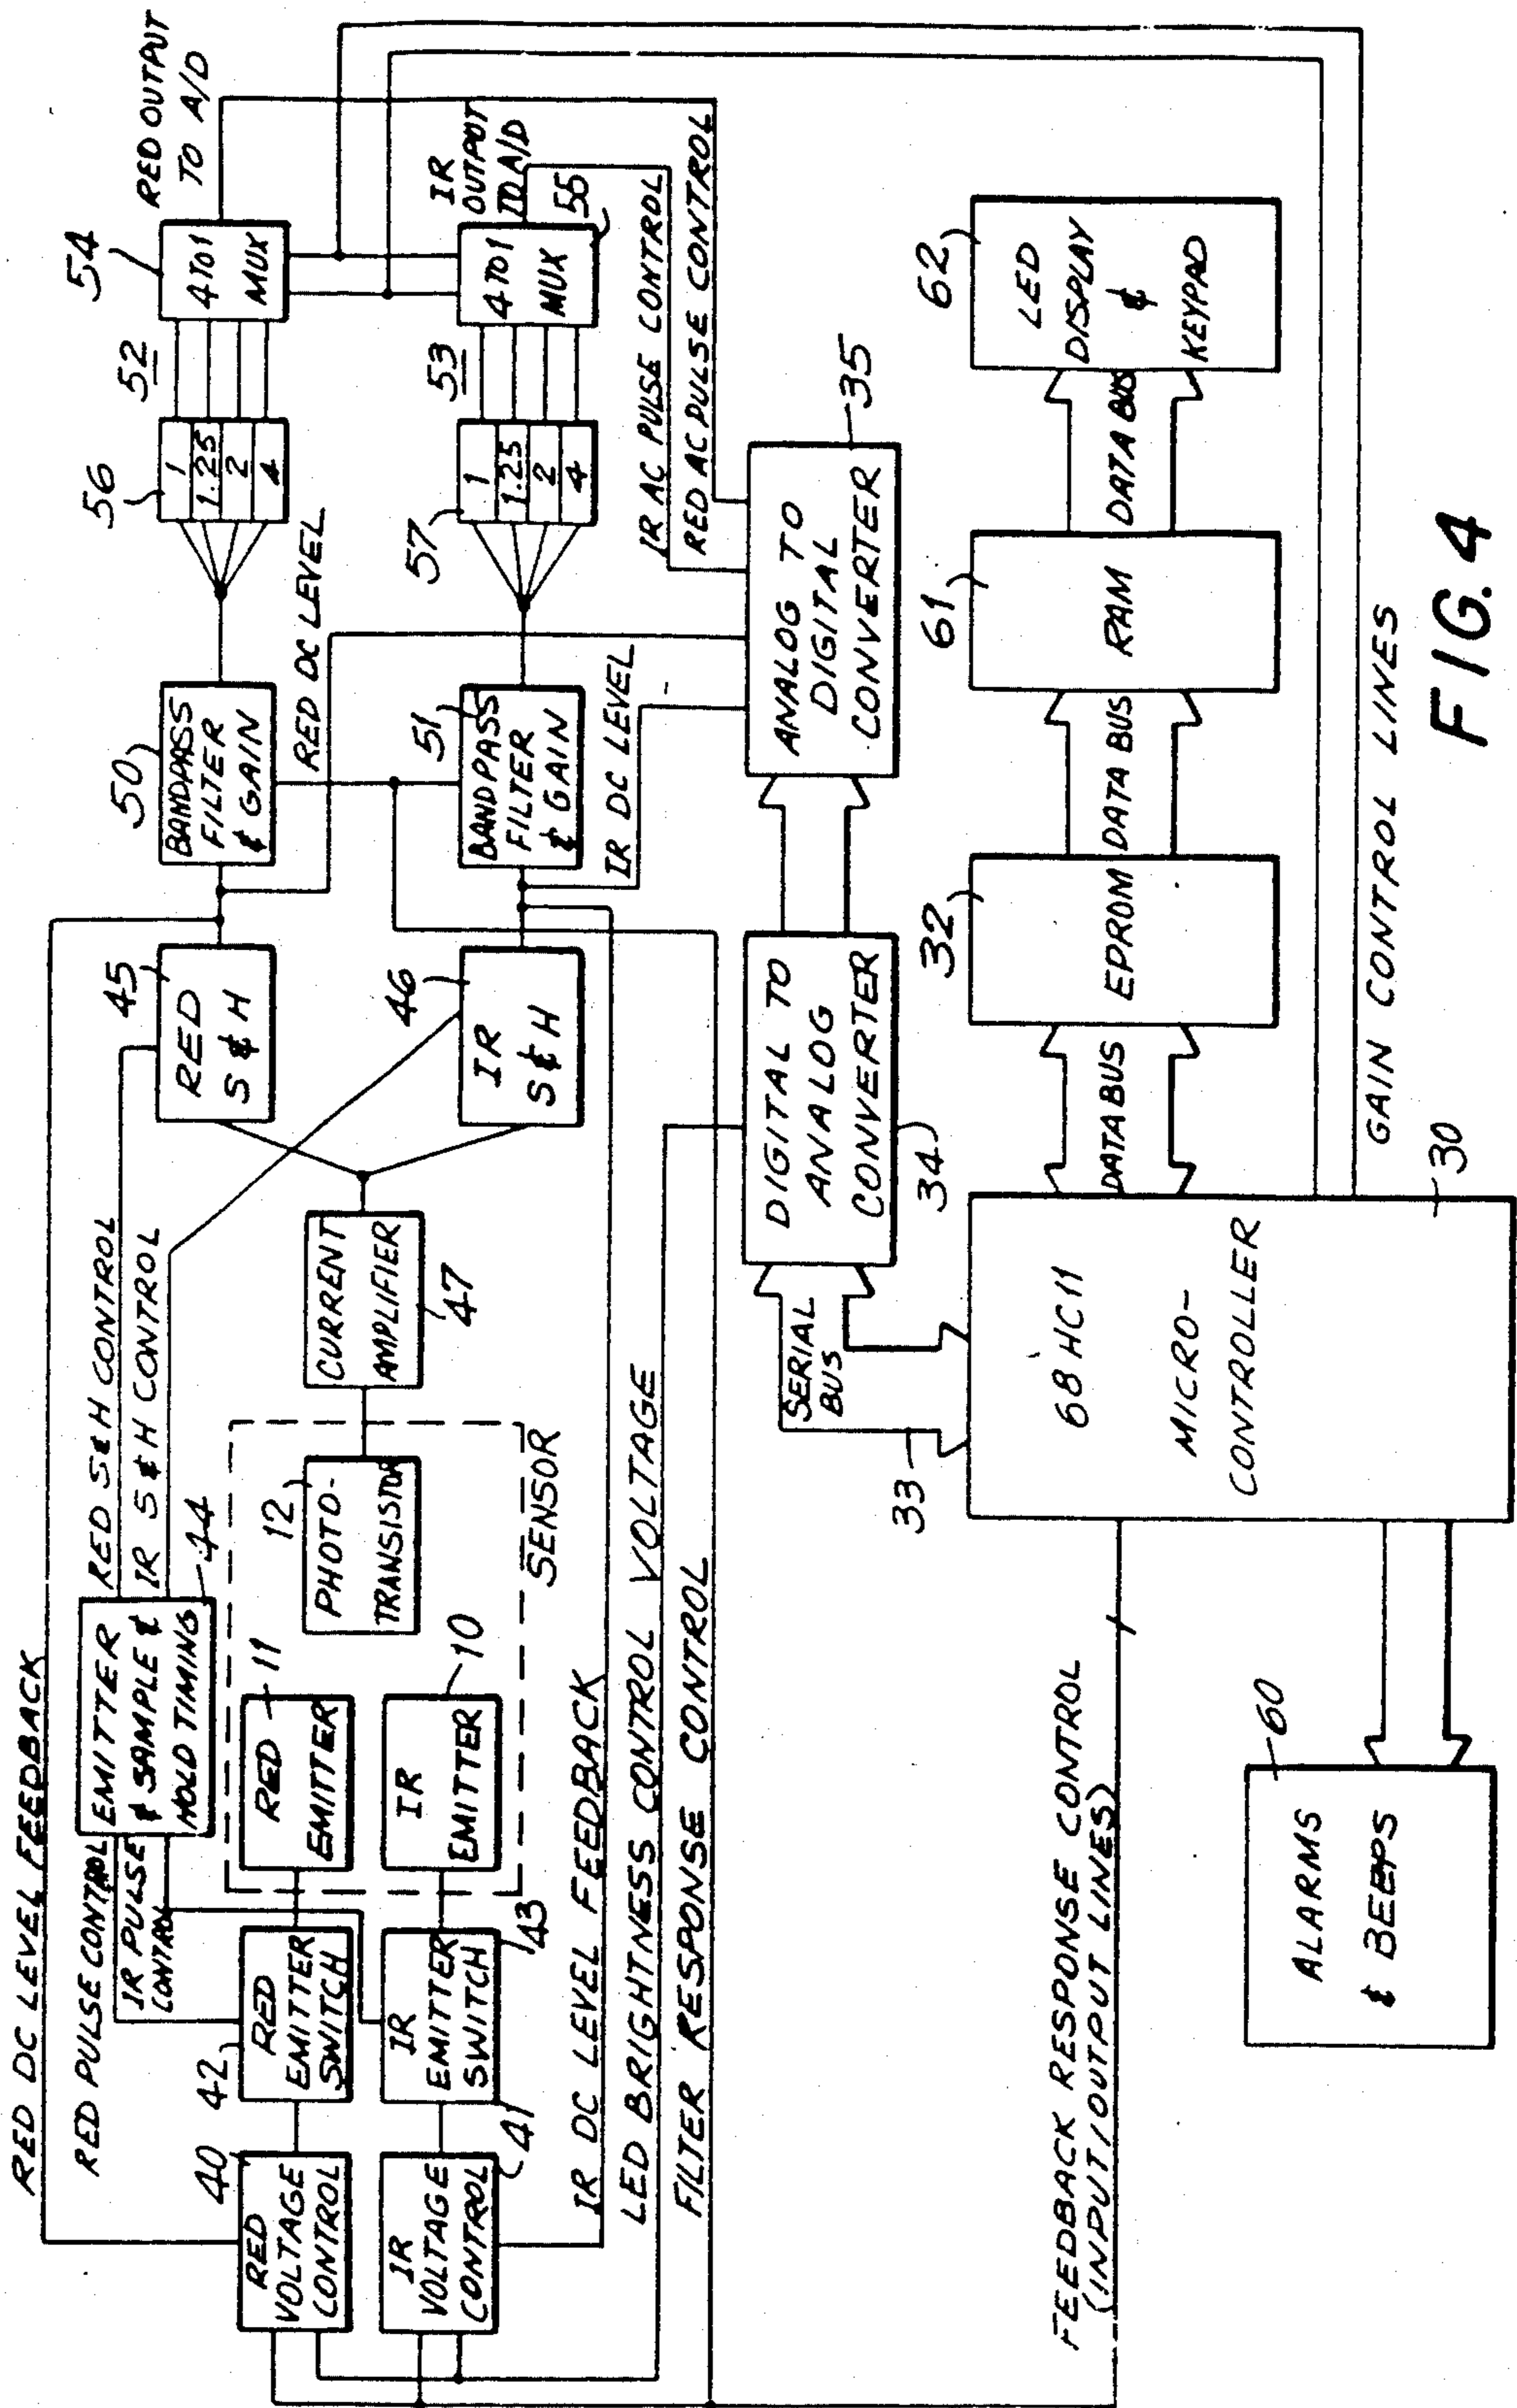 RED DC LEVEL FEEDBACK
RED PULSE CONTROL
IR PULSE
CONTROL
EMITTER
& SAMPLE &
HOLD TIMING
44
RED S & H CONTROL
IR S & H CONTROL
40
RED
VOLTAGE
CONTROL
42
RED
EMITTER
SWITCH
RED
EMITTER
11
IR
VOLTAGE
CONTROL
41
IR
EMITTER
SWITCH
43
IR
EMITTER
10
12
PHOTO-
TRANSISTOR
SENSOR
CURRENT
AMPLIFIER
47
45
RED
S & H
46
IR
S & H
50
BANDPASS
FILTER
& GAIN
RED DC LEVEL
51
BANDPASS
FILTER
& GAIN
IR DC LEVEL
56
1
1.25
2
4
52
54
4 TO 1
MUX
RED OUTPUT
TO A/D
57
1
1.25
2
4
53
4 TO 1
MUX
55
IR
OUTPUT
TO A/D
IR AC PULSE CONTROL
RED AC PULSE CONTROL
IR DC LEVEL FEEDBACK
LED BRIGHTNESS CONTROL VOLTAGE
FILTER RESPONSE CONTROL
SERIAL
BUS
33
DIGITAL TO
ANALOG
CONVERTER
34
ANALOG TO
DIGITAL
CONVERTER
35
FEEDBACK RESPONSE CONTROL
(INPUT/OUTPUT LINES)
68HC11
MICRO-
CONTROLLER
30
DATA BUS
32
EPROM
DATA BUS
61
RAM
DATA BUS
62
LED
DISPLAY
&
KEYPAD
GAIN CONTROL LINES
60
ALARMS
& BEEPS
FIG. 4